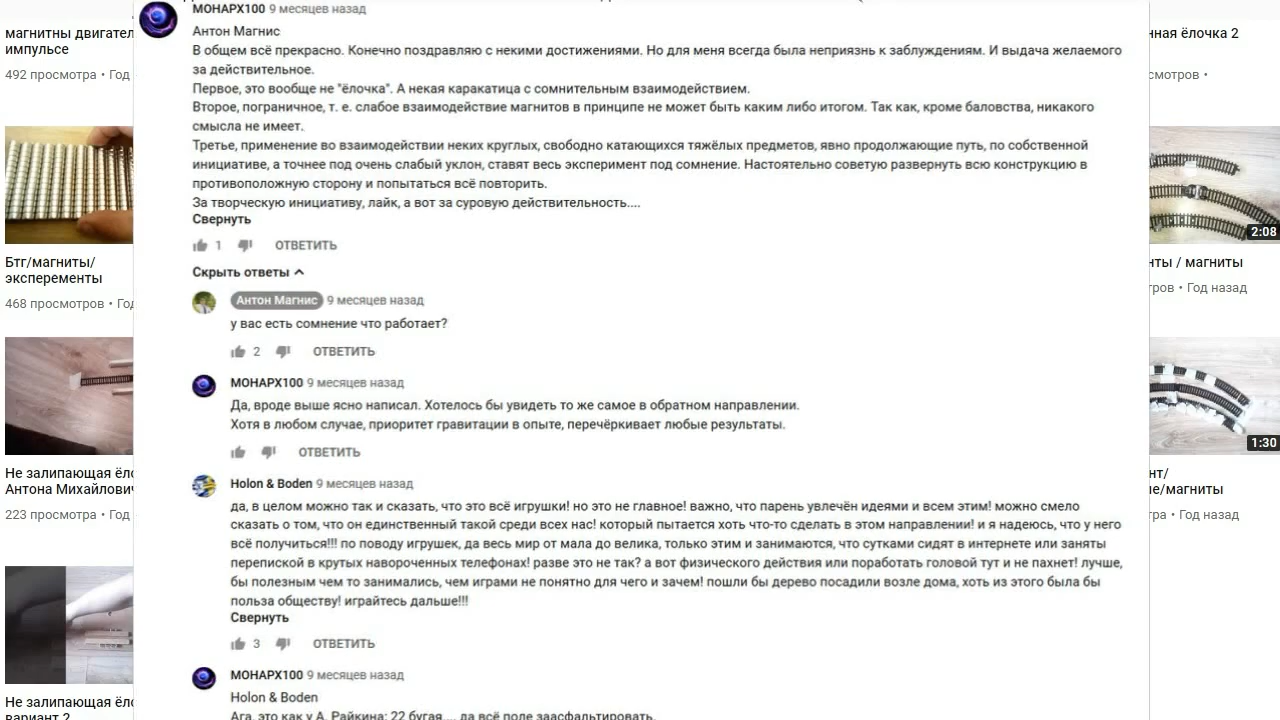 МОНАРХ100 9 месяцев назад
Антон Магнис
В общем всё прекрасно. Конечно поздравляю с некими достижениями. Но для меня всегда была неприязнь к заблуждениям. И выдача желаемого
за действительное.
Первое, это вообще не "ёлочка". А некая каракатица с сомнительным взаимодействием.
Второе, пограничное, т. е. слабое взаимодействие магнитов в принципе не может быть каким либо итогом. Так как, кроме баловства, никакого
смысла не имеет.
Третье, применение во взаимодействии неких круглых, свободно катающихся тяжёлых предметов, явно продолжающие путь, по собственной
инициативе, а точнее под очень слабый уклон, ставят весь эксперимент под сомнение. Настоятельно советую развернуть всю конструкцию в
противоположную сторону и попытаться всё повторить.
За творческую инициативу, лайк, а вот за суровую действительность....
Свернуть
1 ОТВЕТИТЬ
Скрыть ответы
Антон Магнис 9 месяцев назад
у вас есть сомнение что работает?
2 ОТВЕТИТЬ
МОНАРХ100 9 месяцев назад
Да, вроде выше ясно написал. Хотелось бы увидеть то же самое в обратном направлении.
Хотя в любом случае, приоритет гравитации в опыте, перечёркивает любые результаты.
ОТВЕТИТЬ
Holon & Boden 9 месяцев назад
да, в целом можно так и сказать, что это всё игрушки! но это не главное! важно, что парень увлечён идеями и всем этим! можно смело
сказать о том, что он единственный такой среди всех нас! который пытается хоть что-то сделать в этом направлении! и я надеюсь, что у него
всё получиться!!! по поводу игрушек, да весь мир от мала до велика, только этим и занимаются, что сутками сидят в интернете или заняты
перепиской в крутых навороченных телефонах! разве это не так? а вот физического действия или поработать головой тут и не пахнет! лучше,
бы полезным чем то занимались, чем играми не понятно для чего и зачем! пошли бы дерево посадили возле дома, хоть из этого была бы
польза обществу! играйтесь дальше!!!
Свернуть
3 ОТВЕТИТЬ
МОНАРХ100 9 месяцев назад
Holon & Boden
Ага, это как у А. Райкина: 22 бугая.... да всё поле заасфальтировать.
магнитны двигател
импульсе
492 просмотра • Год
Бтг/магниты/
эксперементы
468 просмотров • Год
Не залипающая ёло
Антона Михайлович
223 просмотра • Год
Не залипающая ёло
вариант 2
нная ёлочка 2
смотров •
2:08
нты / магниты
ров • Год назад
1:30
нт/
ые/магниты
тра • Год назад